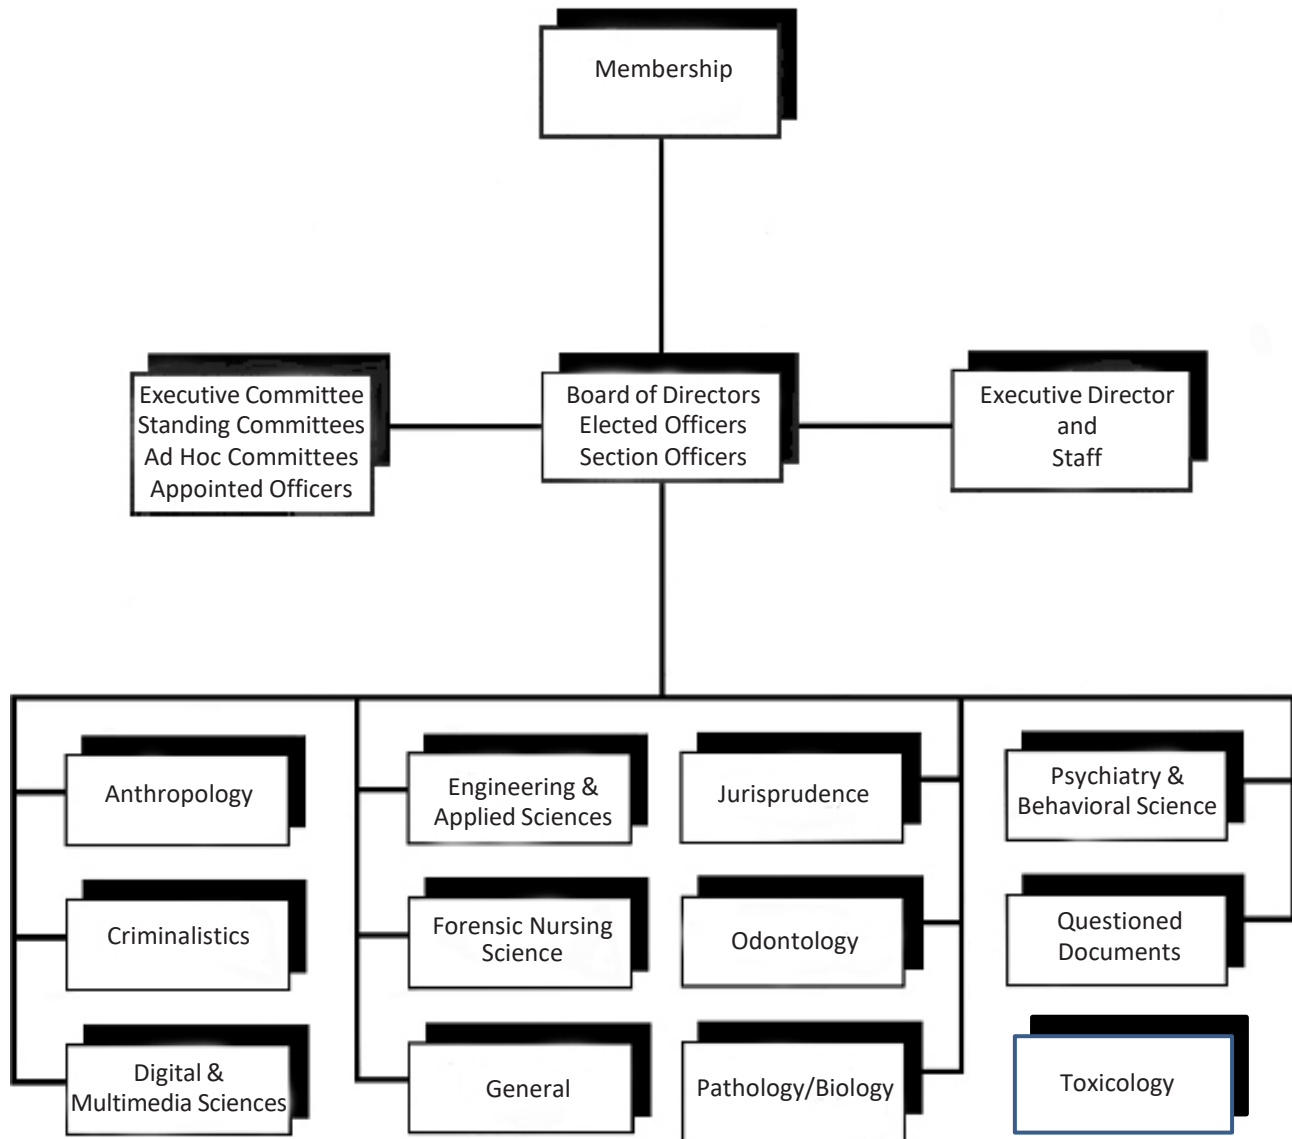 Membership
Executive Committee
Standing Committees
Ad Hoc Committees
Appointed Officers
Board of Directors
Elected Officers
Section Officers
Executive Director
and
Staff
Anthropology
Engineering &
Applied Sciences
Jurisprudence
Psychiatry &
Behavioral Science
Criminalistics
Forensic Nursing
Science
Odontology
Questioned
Documents
Digital &
Multimedia Sciences
General
Pathology/Biology
Toxicology